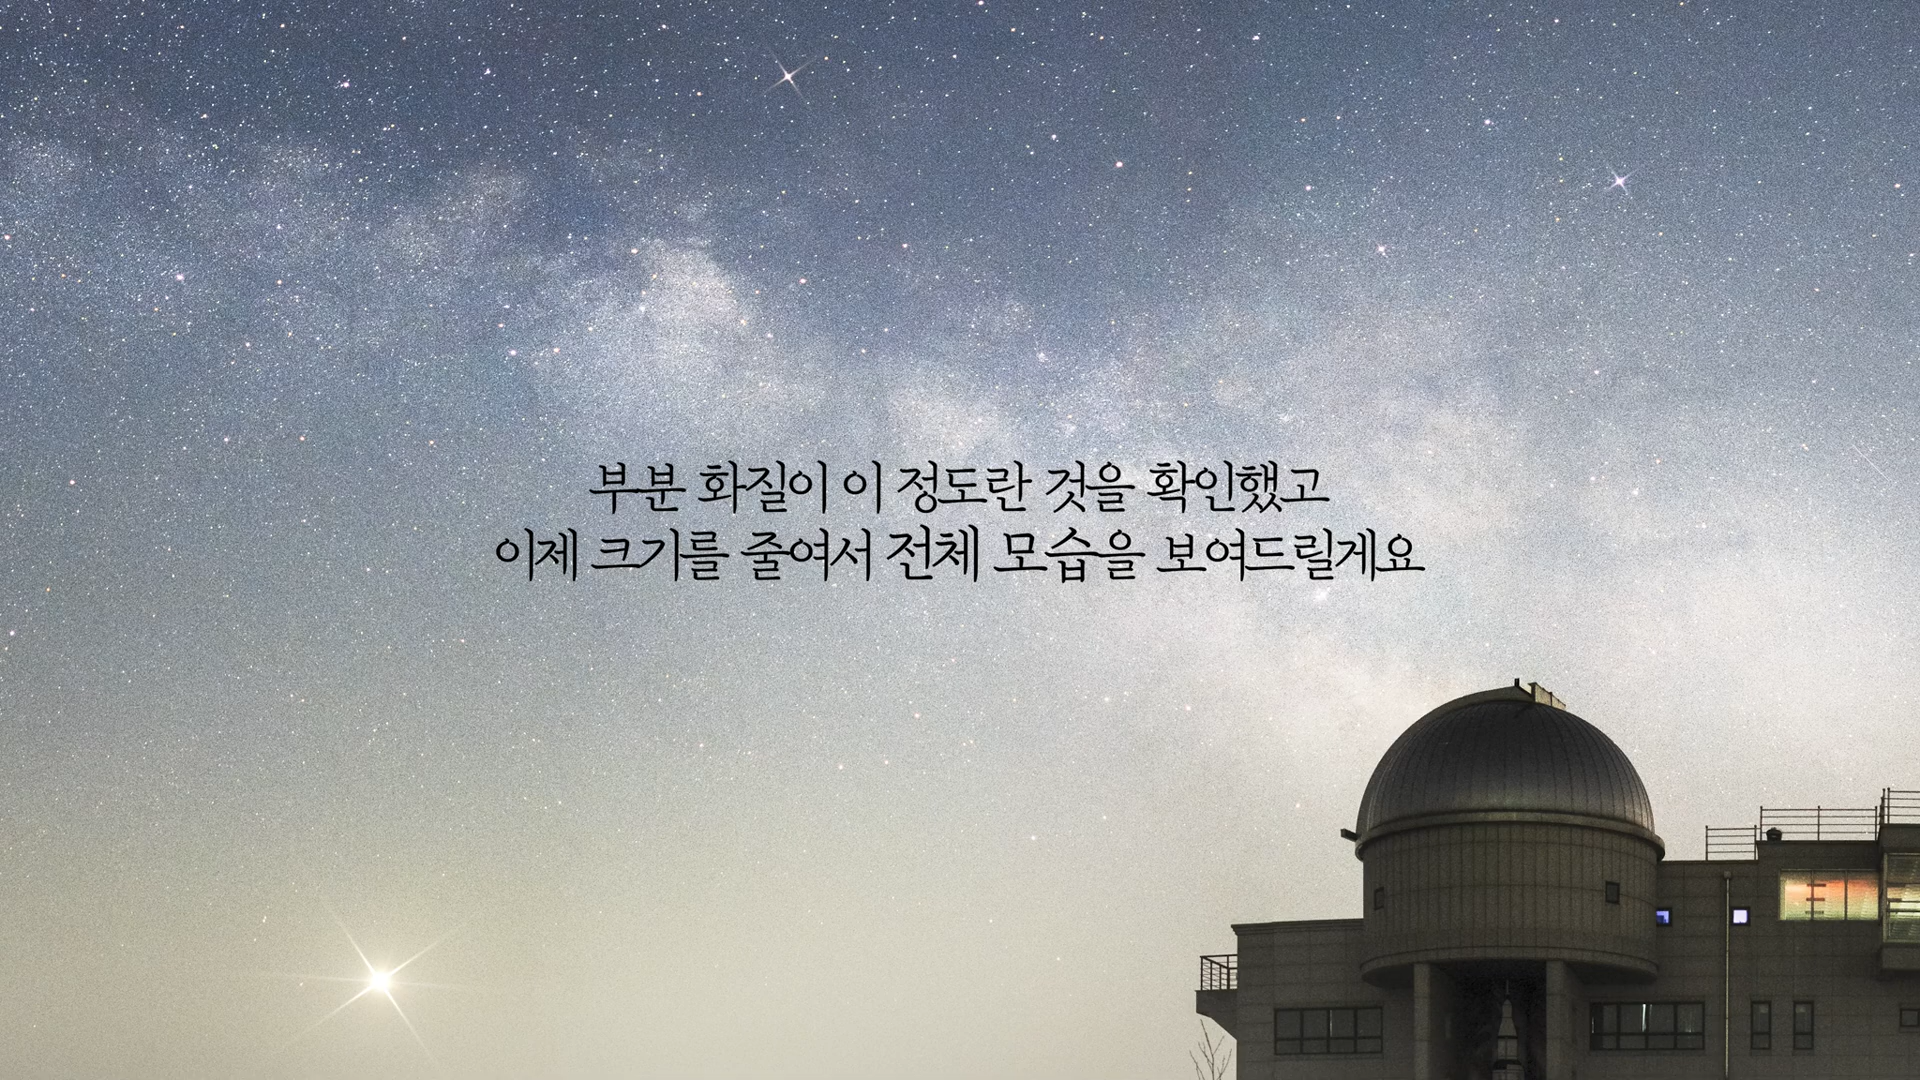 부분 화질이 이 정도란 것을 확인했고
이제 크기를 줄여서 전체 모습을 보여드릴게요